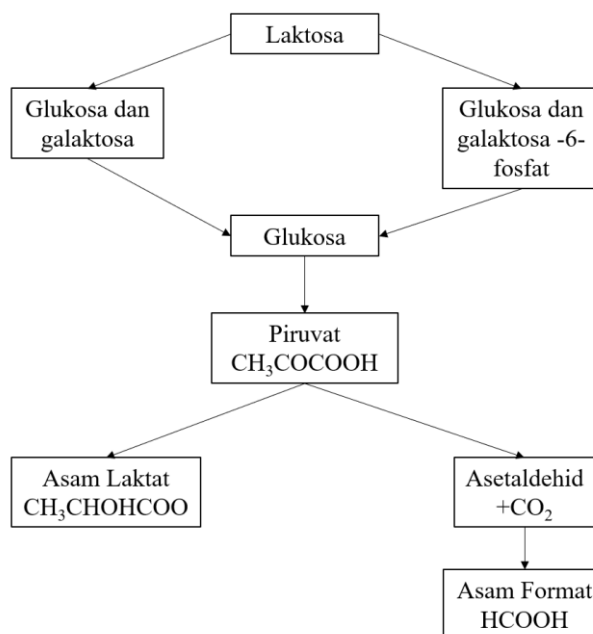 Laktosa
Glukosa dan
galaktosa
Glukosa dan
galaktosa -6-
fosfat
Glukosa
Piruvat
CH₃COCOOH
Asam Laktat
CH₃CHOHCOO
Asetaldehid
+CO₂
Asam Format
HCOOH